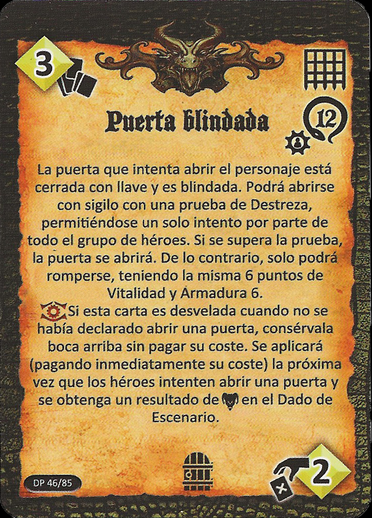 3
12
Puerta blindada
La puerta que intenta abrir el personaje está
cerrada con llave y es blindada. Podrá abrirse
con sigilo con una prueba de Destreza,
permitiéndose un solo intento por parte de
todo el grupo de héroes. Si se supera la prueba,
la puerta se abrirá. De lo contrario, solo podrá
romperse, teniendo la misma 6 puntos de
Vitalidad y Armadura 6.
Si esta carta es desvelada cuando no se
había declarado abrir una puerta, consérvala
boca arriba sin pagar su coste. Se aplicará
(pagando inmediatamente su coste) la próxima
vez que los héroes intenten abrir una puerta y
se obtenga un resultado de en el Dado de
Escenario.
DP 46/85
2